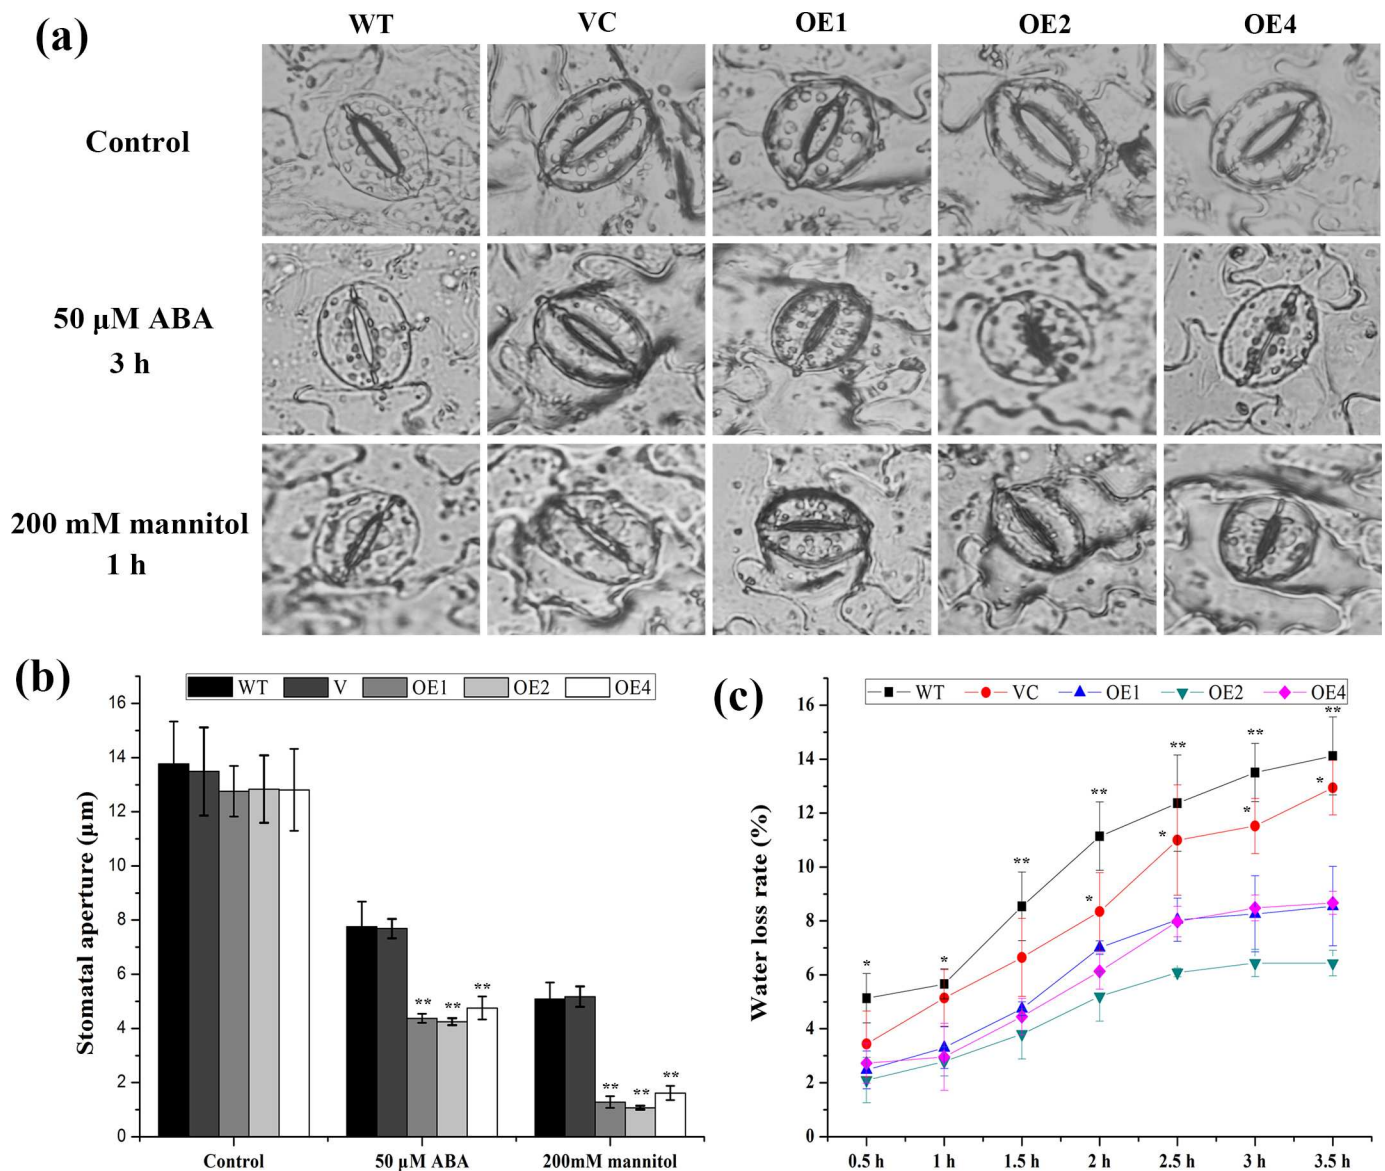 (a)
WT VC OE1 OE2 OE4
Control
50 μM ABA
3 h
200 mM mannitol
1 h
(b)
WT V OE1 OE2 OE4
Stomatal aperture (μm)
16
14
12
10
8
6
4
2
0
** ** **
** ** **
Control 50 μM ABA 200mM mannitol
(c)
WT VC OE1 OE2 OE4
Water loss rate (%)
16
14
12
10
8
6
4
2
0
* * ** ** ** ** **
* * * *
0.5 h 1 h 1.5 h 2 h 2.5 h 3 h 3.5 h